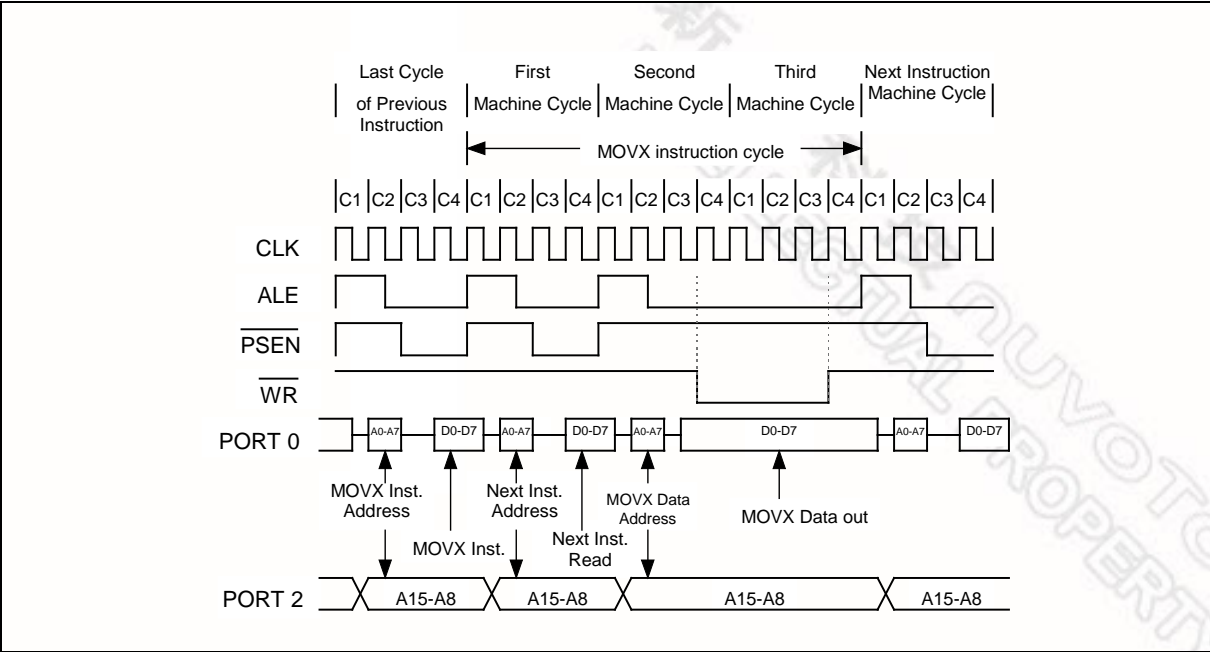 Last Cycle of Previous Instruction
First Machine Cycle
Second Machine Cycle
Third Machine Cycle
Next Instruction Machine Cycle
MOVX instruction cycle
C1 C2 C3 C4 C1 C2 C3 C4 C1 C2 C3 C4 C1 C2 C3 C4 C1 C2 C3 C4
CLK
ALE
PSEN
WR
PORT 0 A0-A7 D0-D7 A0-A7 D0-D7 A0-A7 D0-D7 A0-A7 D0-D7
MOVX Inst. Address
MOVX Inst.
Next Inst. Address
Next Inst. Read
MOVX Data Address
MOVX Data out
PORT 2 A15-A8 A15-A8 A15-A8 A15-A8
新
nuvoTon
PROPERTY